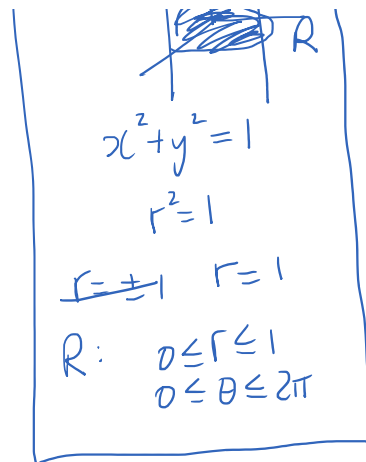 R
x² + y² = 1
r² = 1
r = ± 1 r = 1
R: 0 ≤ r ≤ 1
0 ≤ θ ≤ 2π